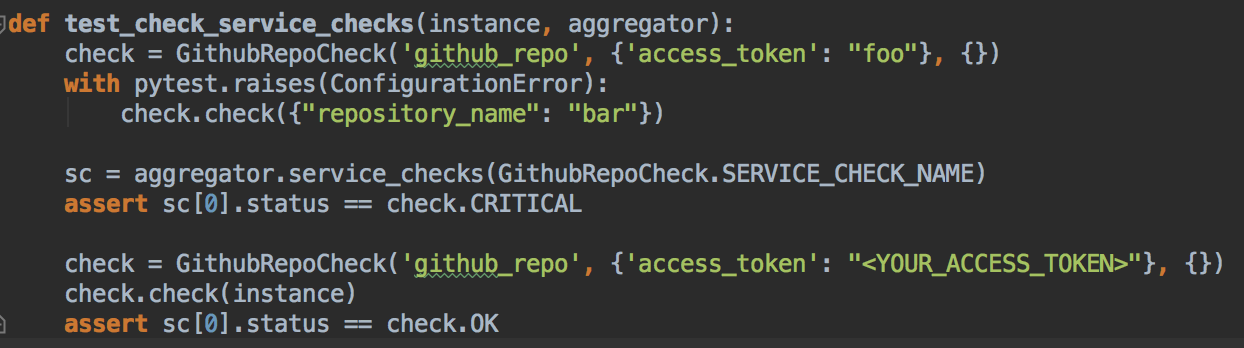 def test_check_service_checks(instance, aggregator):
    check = GithubRepoCheck('github_repo', {'access_token': "foo"}, {})
    with pytest.raises(ConfigurationError):
        check.check({"repository_name": "bar"})

    sc = aggregator.service_checks(GithubRepoCheck.SERVICE_CHECK_NAME)
    assert sc[0].status == check.CRITICAL

    check = GithubRepoCheck('github_repo', {'access_token': "<YOUR_ACCESS_TOKEN>"}, {})
    check.check(instance)
    assert sc[0].status == check.OK